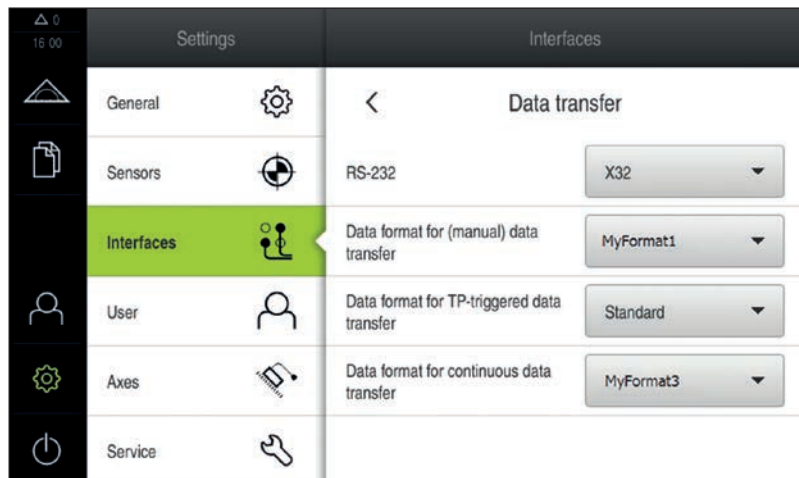 0
16 00
Settings
Interfaces
General
Data transfer
Sensors
RS-232
X32
Interfaces
Data format for (manual) data
transfer
MyFormat1
User
Data format for TP-triggered data
transfer
Standard
Axes
Data format for continuous data
transfer
MyFormat3
Service